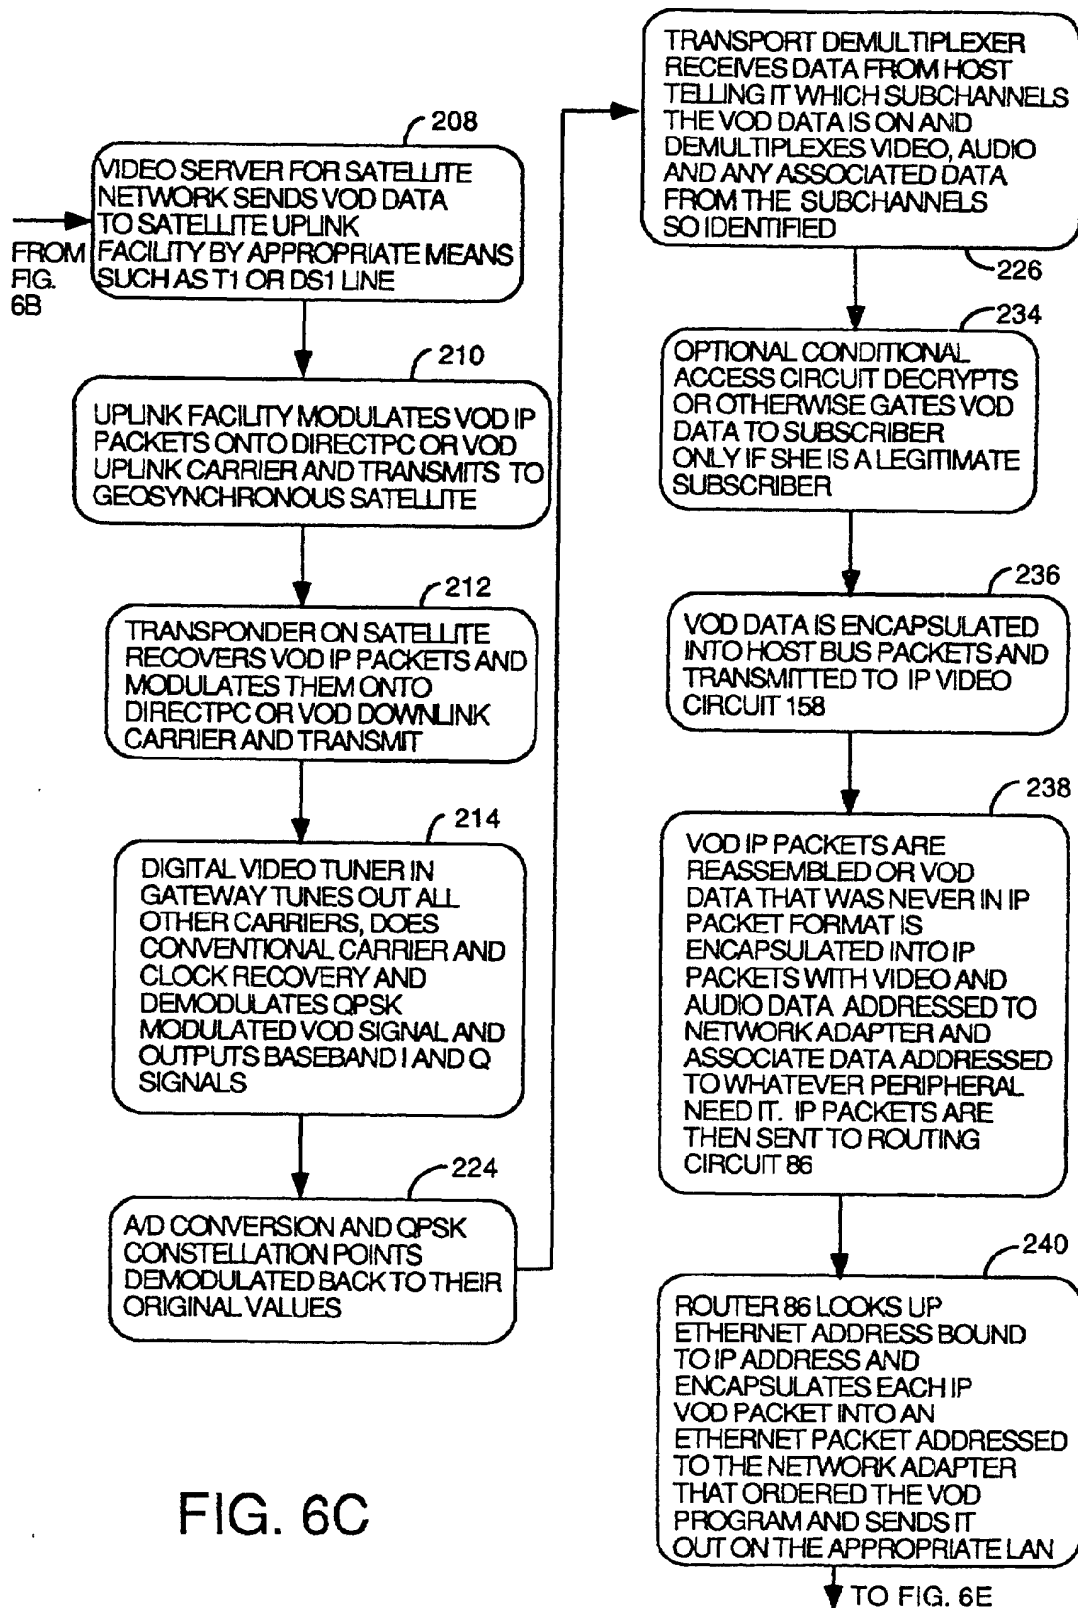 208
VIDEO SERVER FOR SATELLITE
NETWORK SENDS VOD DATA
TO SATELLITE UPLINK
FACILITY BY APPROPRIATE MEANS
SUCH AS T1 OR DS1 LINE
FROM
FIG.
6B
210
UPLINK FACILITY MODULATES VOD IP
PACKETS ONTO DIRECTPC OR VOD
UPLINK CARRIER AND TRANSMITS TO
GEOSYNCHRONOUS SATELLITE
212
TRANSPONDER ON SATELLITE
RECOVERS VOD IP PACKETS AND
MODULATES THEM ONTO
DIRECTPC OR VOD DOWNLINK
CARRIER AND TRANSMIT
214
DIGITAL VIDEO TUNER IN
GATEWAY TUNES OUT ALL
OTHER CARRIERS, DOES
CONVENTIONAL CARRIER AND
CLOCK RECOVERY AND
DEMODULATES QPSK
MODULATED VOD SIGNAL AND
OUTPUTS BASEBAND I AND Q
SIGNALS
224
A/D CONVERSION AND QPSK
CONSTELLATION POINTS
DEMODULATED BACK TO THEIR
ORIGINAL VALUES
TRANSPORT DEMULTIPLEXER
RECEIVES DATA FROM HOST
TELLING IT WHICH SUBCHANNELS
THE VOD DATA IS ON AND
DEMULTIPLEXES VIDEO, AUDIO
AND ANY ASSOCIATED DATA
FROM THE SUBCHANNELS
SO IDENTIFIED
226
234
OPTIONAL CONDITIONAL
ACCESS CIRCUIT DECRYPTS
OR OTHERWISE GATES VOD
DATA TO SUBSCRIBER
ONLY IF SHE IS A LEGITIMATE
SUBSCRIBER
236
VOD DATA IS ENCAPSULATED
INTO HOST BUS PACKETS AND
TRANSMITTED TO IP VIDEO
CIRCUIT 158
238
VOD IP PACKETS ARE
REASSEMBLED OR VOD
DATA THAT WAS NEVER IN IP
PACKET FORMAT IS
ENCAPSULATED INTO IP
PACKETS WITH VIDEO AND
AUDIO DATA ADDRESSED TO
NETWORK ADAPTER AND
ASSOCIATE DATA ADDRESSED
TO WHATEVER PERIPHERAL
NEED IT. IP PACKETS ARE
THEN SENT TO ROUTING
CIRCUIT 86
240
ROUTER 86 LOOKS UP
ETHERNET ADDRESS BOUND
TO IP ADDRESS AND
ENCAPSULATES EACH IP
VOD PACKET INTO AN
ETHERNET PACKET ADDRESSED
TO THE NETWORK ADAPTER
THAT ORDERED THE VOD
PROGRAM AND SENDS IT
OUT ON THE APPROPRIATE LAN
TO FIG. 6E
FIG. 6C